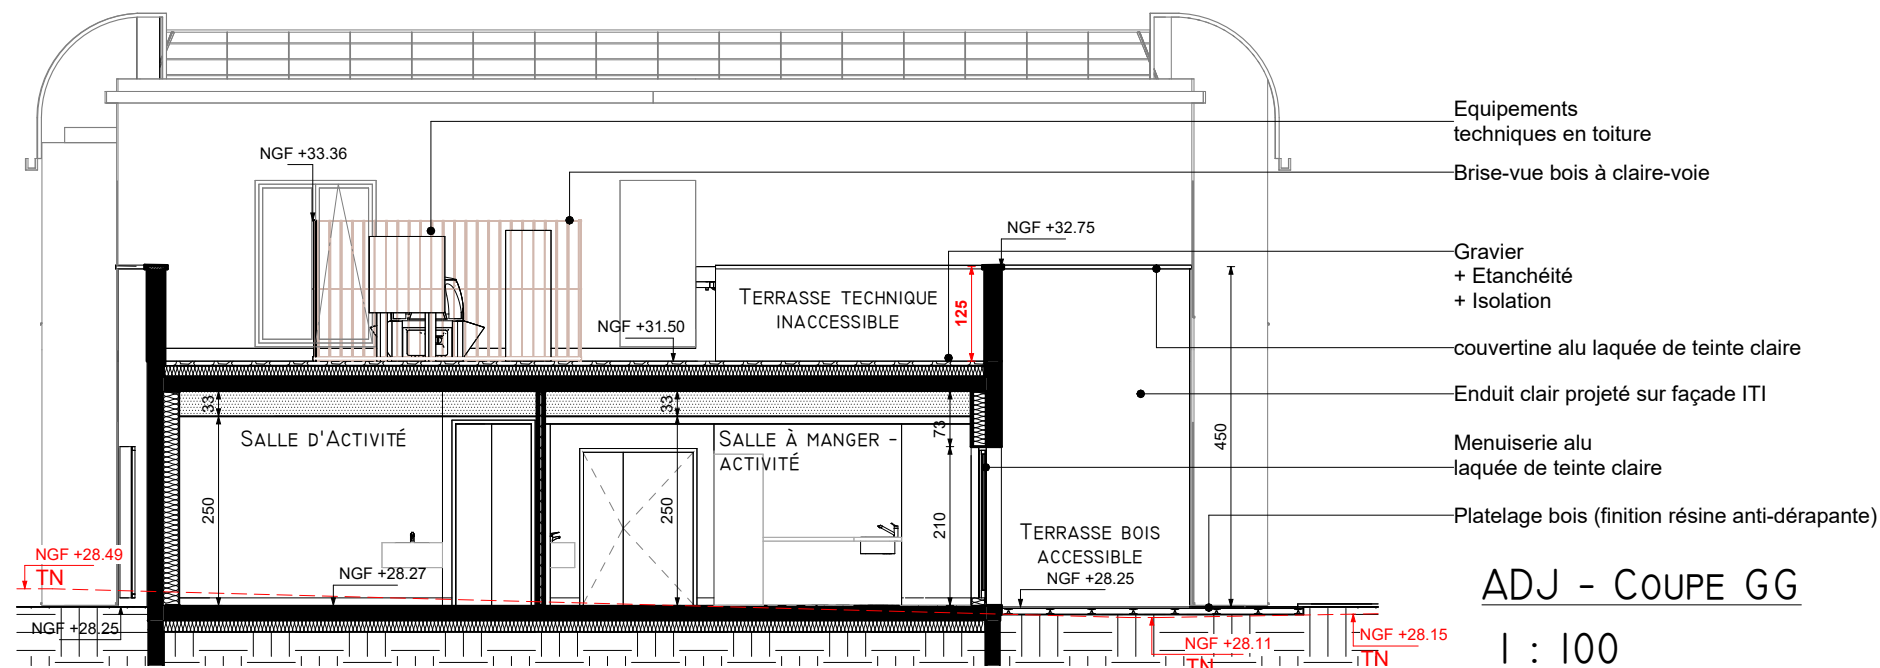 Equipements
techniques en toiture
NGF +33.36
Brise-vue bois à claire-voie
NGF +32.75
Gravier
+ Etanchéité
+ Isolation
TERRASSE TECHNIQUE
INACCESSIBLE
125
NGF +31.50
couvertine alu laquée de teinte claire
33
33
Enduit clair projeté sur façade ITI
SALLE D'ACTIVITÉ
SALLE À MANGER -
ACTIVITÉ
73
450
Menuiserie alu
laquée de teinte claire
250
250
210
Platelage bois (finition résine anti-dérapante)
TERRASSE BOIS
ACCESSIBLE
NGF +28.49
TN
NGF +28.27
NGF +28.25
ADJ - COUPE GG
NGF +28.25
NGF +28.11
TN
NGF +28.15
TN
1 : 100